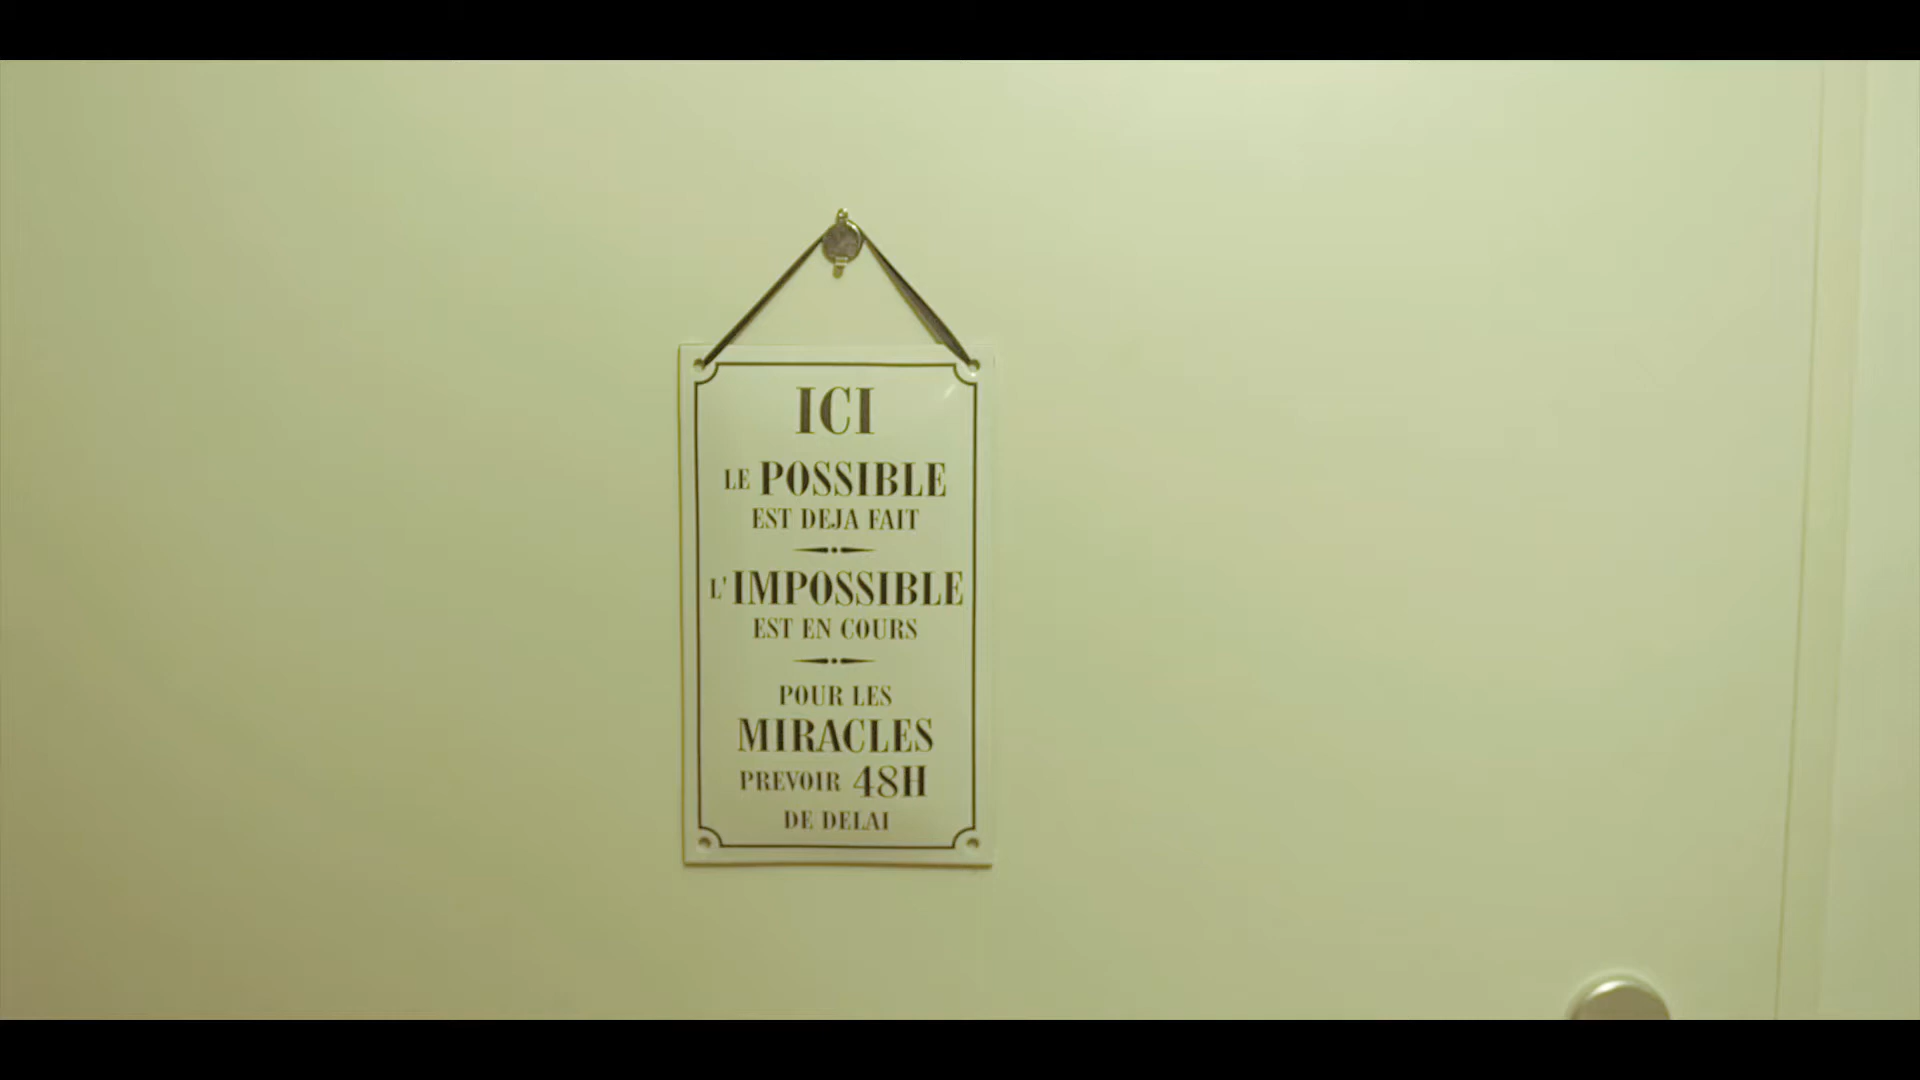 ICI
LE POSSIBLE
EST DEJA FAIT
L'IMPOSSIBLE
EST EN COURS
POUR LES
MIRACLES
PREVOIR 48H
DE DELAI